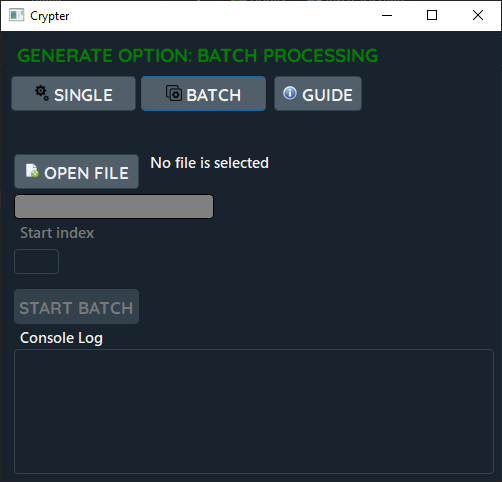 Crypter
GENERATE OPTION: BATCH PROCESSING
SINGLE BATCH GUIDE
OPEN FILE No file is selected
Start index
START BATCH
Console Log